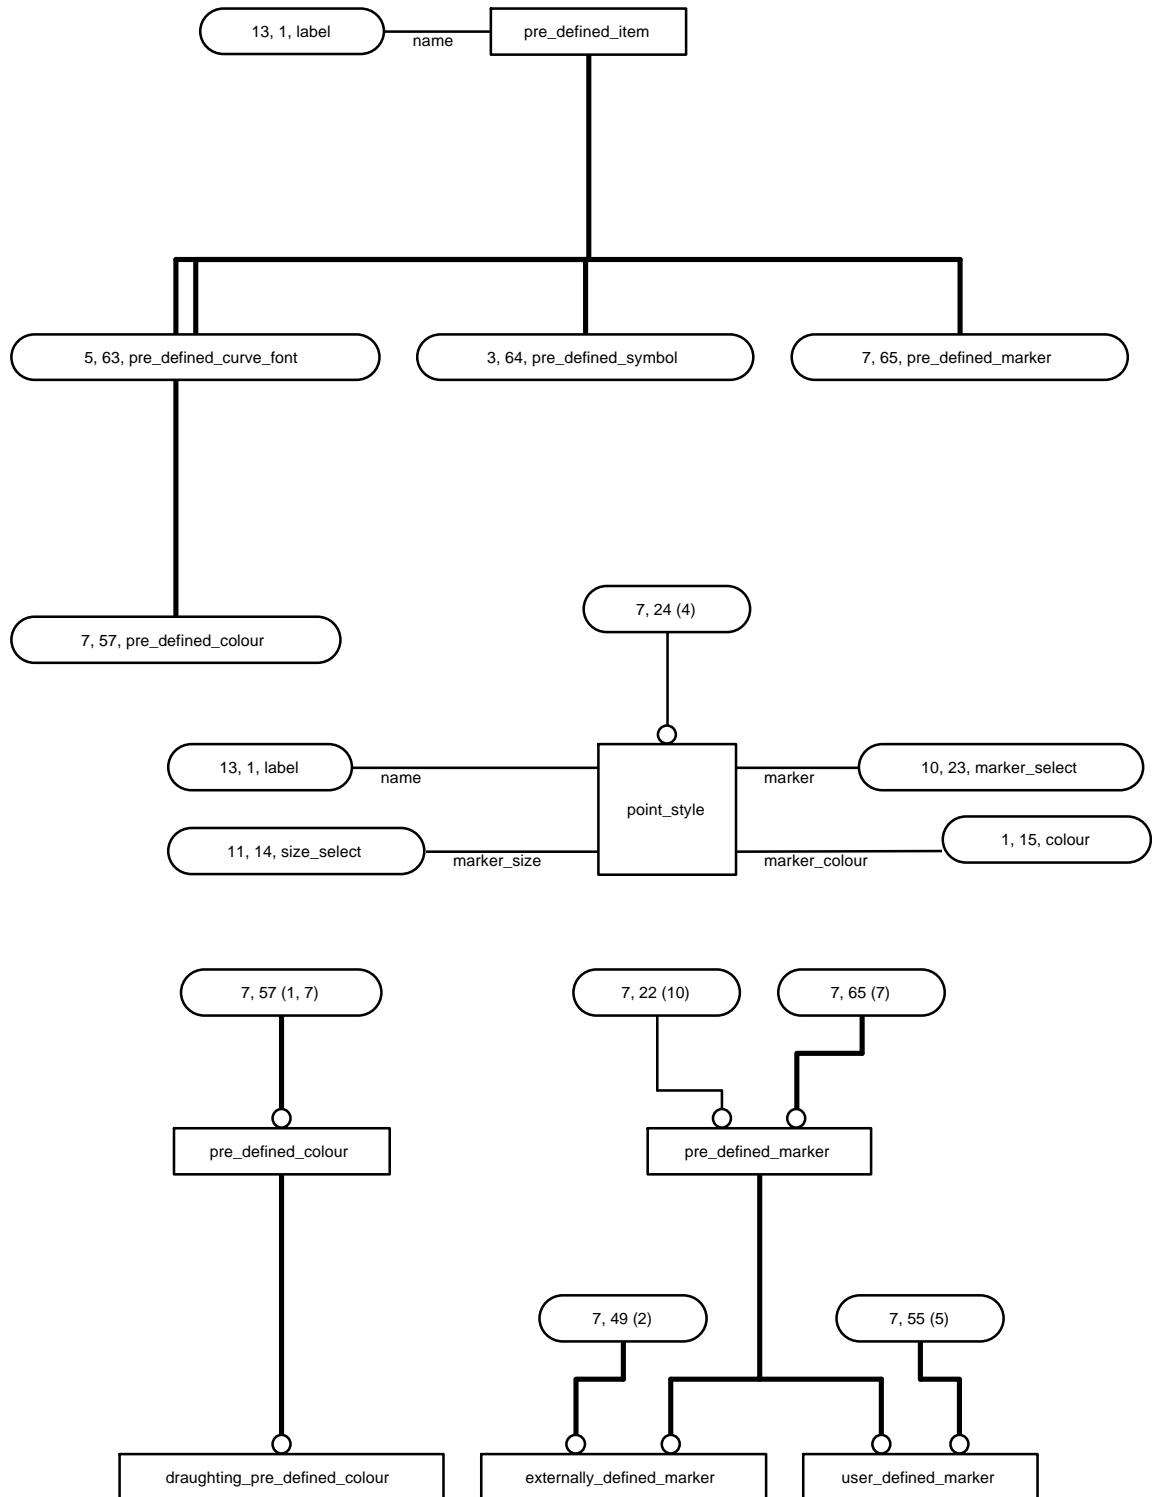 13, 1, label
name
pre_defined_item
5, 63, pre_defined_curve_font
3, 64, pre_defined_symbol
7, 65, pre_defined_marker
7, 24 (4)
7, 57, pre_defined_colour
13, 1, label
name
marker
10, 23, marker_select
point_style
11, 14, size_select
marker_size
marker_colour
1, 15, colour
7, 57 (1, 7)
7, 22 (10)
7, 65 (7)
pre_defined_colour
pre_defined_marker
7, 49 (2)
7, 55 (5)
draughting_pre_defined_colour
externally_defined_marker
user_defined_marker